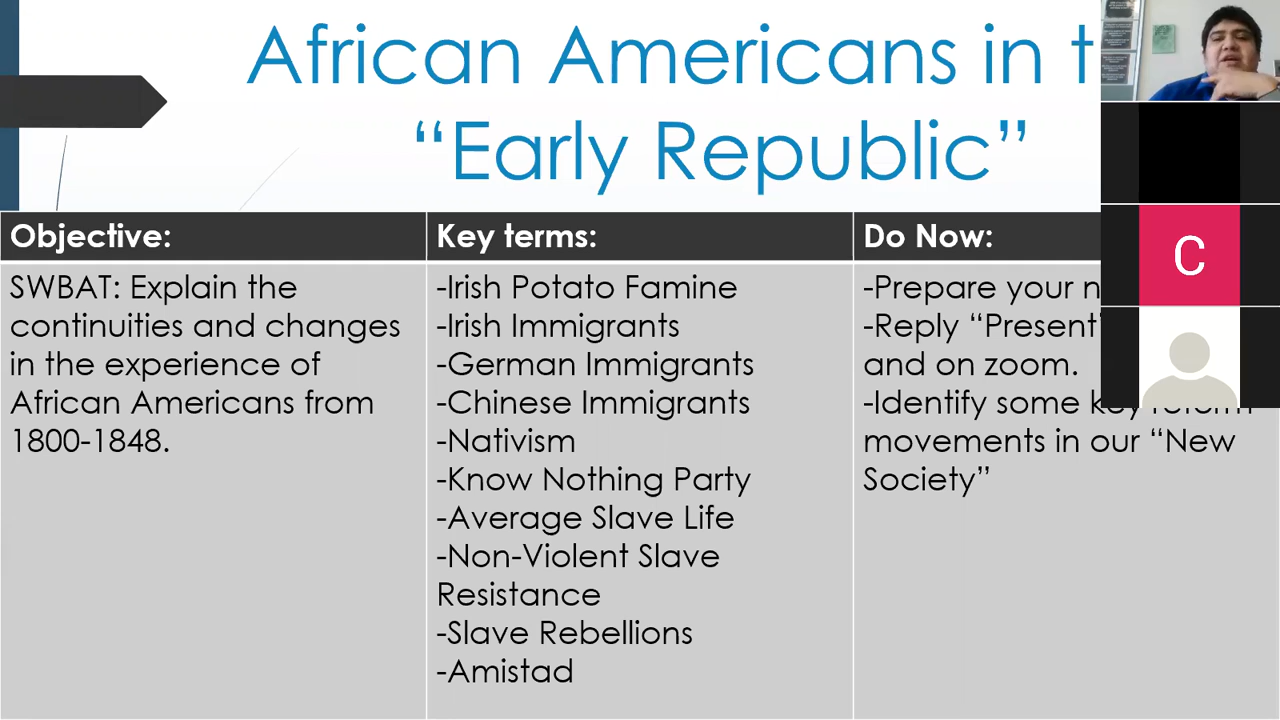 African Americans in t
“Early Republic”
Objective:
Key terms:
Do Now:
SWBAT: Explain the
continuities and changes
in the experience of
African Americans from
1800-1848.
-Irish Potato Famine
-Irish Immigrants
-German Immigrants
-Chinese Immigrants
-Nativism
-Know Nothing Party
-Average Slave Life
-Non-Violent Slave
Resistance
-Slave Rebellions
-Amistad
-Prepare your n
-Reply “Present”
and on zoom.
-Identify some key reform
movements in our “New
Society”
C